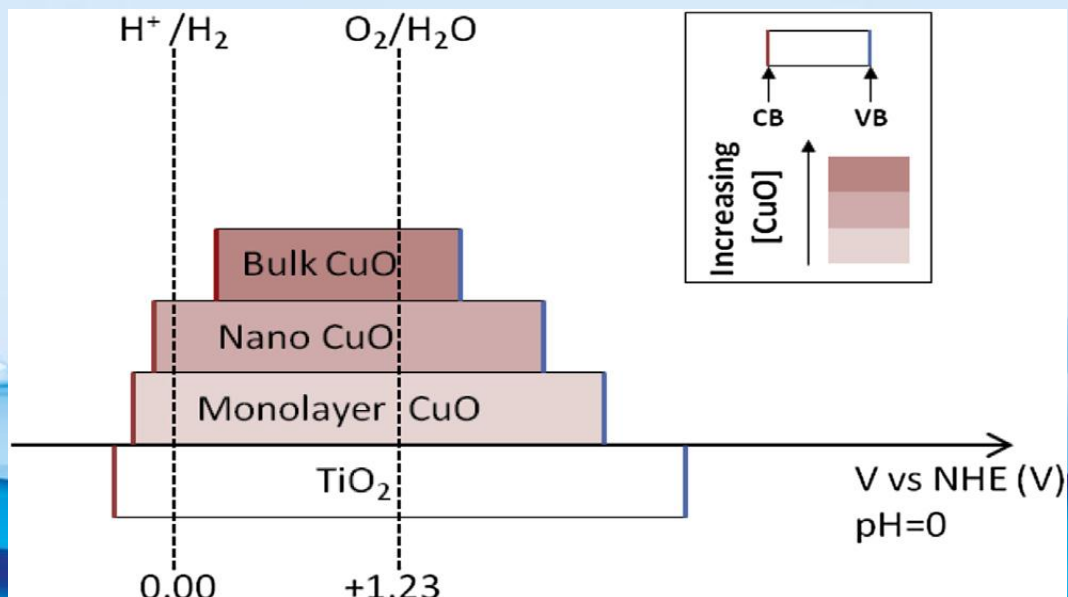 H⁺ /H₂
O₂/H₂O
CB
VB
Increasing
[CuO]
Bulk CuO
Nano CuO
Monolayer CuO
TiO₂
V vs NHE (V)
pH=0
0.00
+1.23